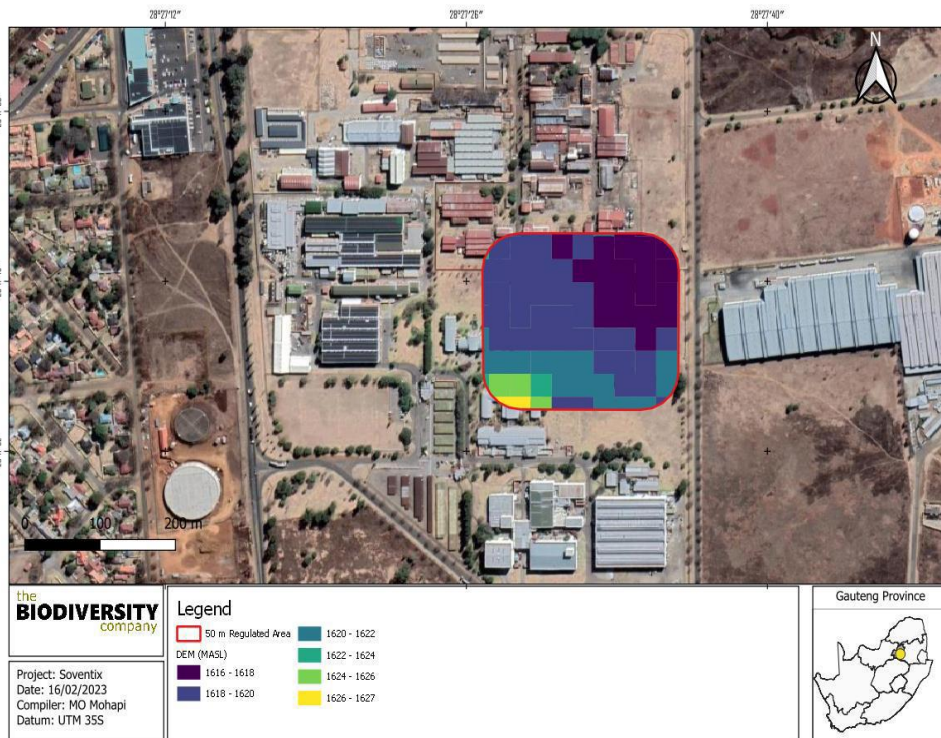 28°27'12" 28°27'26" 28°27'40"
N
0 100 200 m
the
BIODIVERSITY
company
Project: Soventix
Date: 16/02/2023
Compiler: MO Mohapi
Datum: UTM 35S
Legend
50 m Regulated Area
DEM (MASL)
1616 - 1618
1618 - 1620
1620 - 1622
1622 - 1624
1624 - 1626
1626 - 1627
Gauteng Province